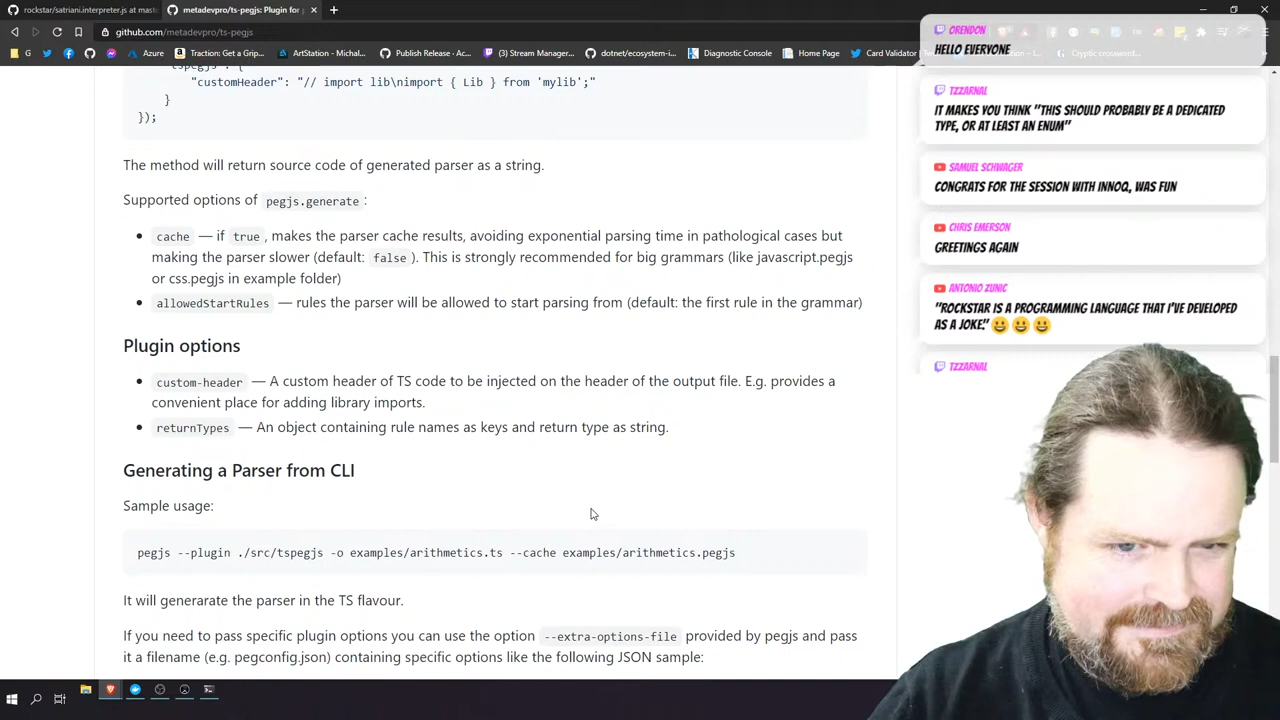 rockstar/satriani.interpreter.js at mast
metadevpro/ts-pegjs: Plugin for
github.com/metadevpro/ts-pegjs
G
Azure
Traction: Get a Grip...
ArtStation - Michal...
Publish Release - Ac...
(3) Stream Manager...
dotnet/ecosystem-i...
Diagnostic Console
Home Page
Card Validator | Twi
Cryptic crossword...
"customHeader": "// import lib\nimport { Lib } from 'mylib';"
}
});
The method will return source code of generated parser as a string.
Supported options of pegjs.generate :
• cache — if true , makes the parser cache results, avoiding exponential parsing time in pathological cases but
making the parser slower (default: false ). This is strongly recommended for big grammars (like javascript.pegjs
or css.pegjs in example folder)
• allowedStartRules — rules the parser will be allowed to start parsing from (default: the first rule in the grammar)
Plugin options
• custom-header — A custom header of TS code to be injected on the header of the output file. E.g. provides a
convenient place for adding library imports.
• returnTypes — An object containing rule names as keys and return type as string.
Generating a Parser from CLI
Sample usage:
pegjs --plugin ./src/tspegjs -o examples/arithmetics.ts --cache examples/arithmetics.pegjs
It will generarate the parser in the TS flavour.
If you need to pass specific plugin options you can use the option --extra-options-file provided by pegjs and pass
it a filename (e.g. pegconfig.json) containing specific options like the following JSON sample:
ORENDON
HELLO EVERYONE
TZZARNAL
IT MAKES YOU THINK "THIS SHOULD PROBABLY BE A DEDICATED
TYPE, OR AT LEAST AN ENUM"
SAMUEL SCHWAGER
CONGRATS FOR THE SESSION WITH INNOQ, WAS FUN
CHRIS EMERSON
GREETINGS AGAIN
ANTONIO ZUNIC
"ROCKSTAR IS A PROGRAMMING LANGUAGE THAT I'VE DEVELOPED
AS A JOKE."
TZZARNAL